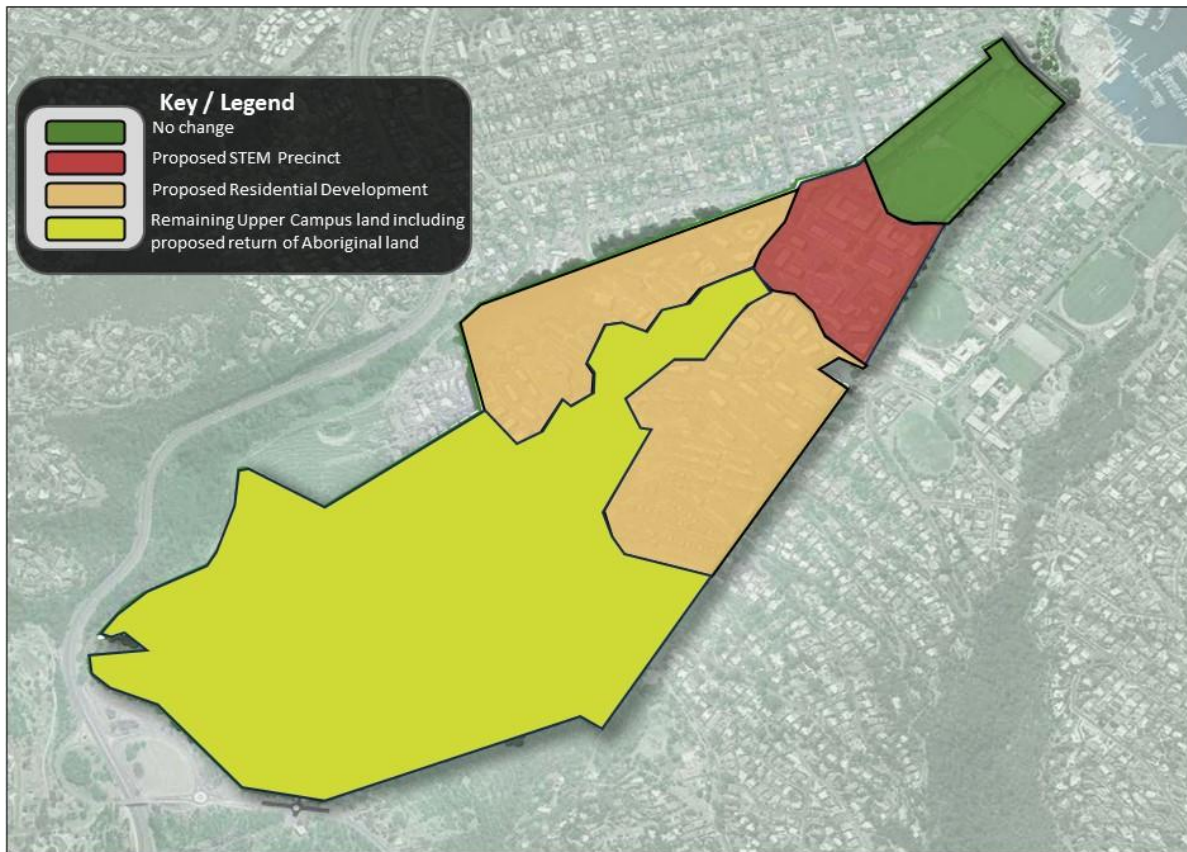 Key / Legend
No change
Proposed STEM Precinct
Proposed Residential Development
Remaining Upper Campus land including
proposed return of Aboriginal land